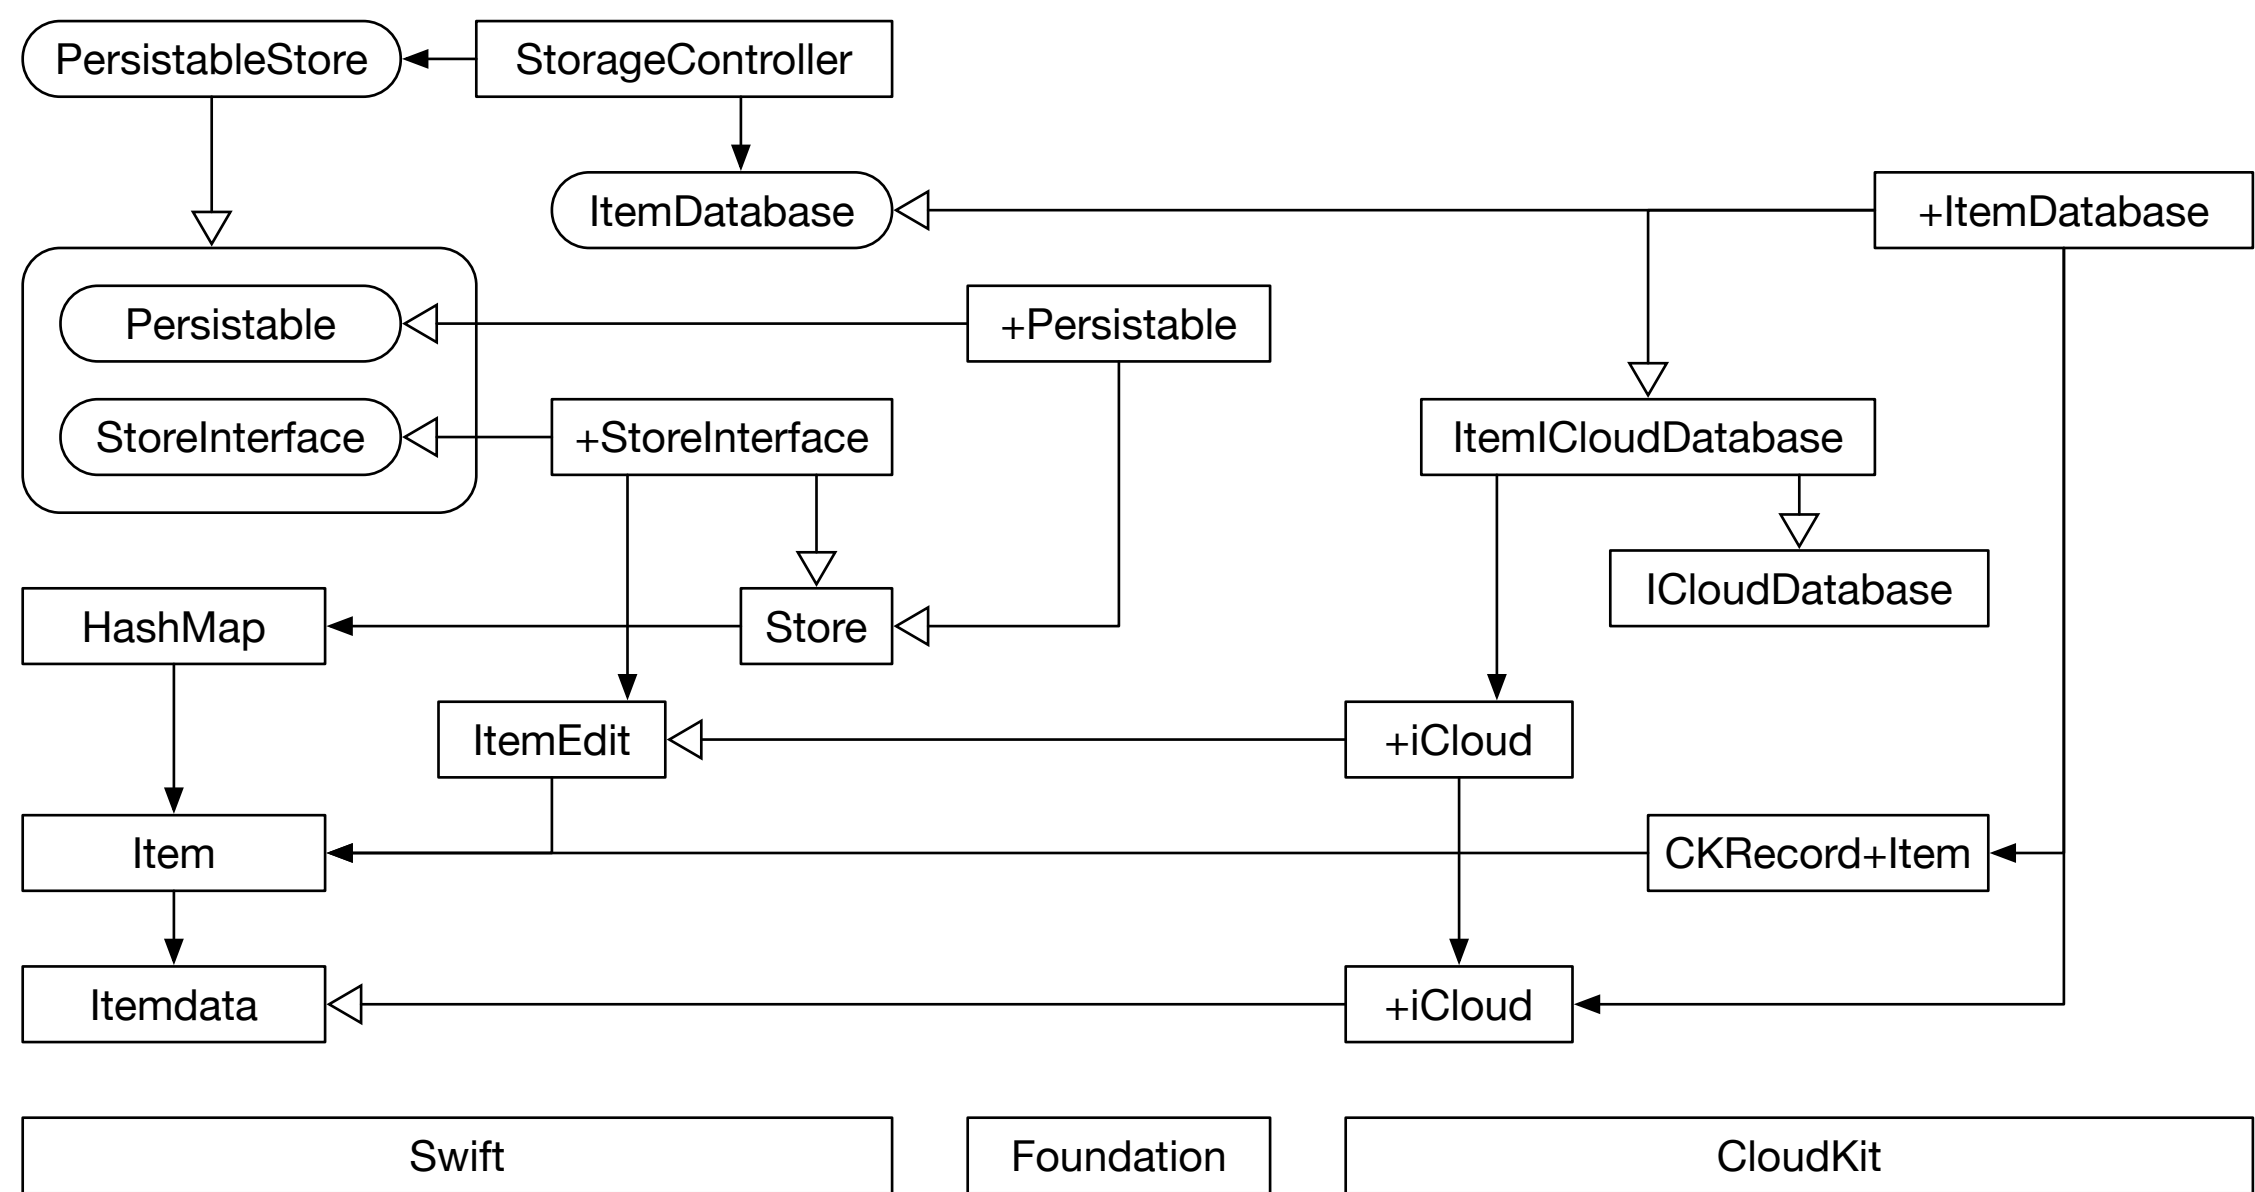 PersistableStore
StorageController
ItemDatabase
+ItemDatabase
Persistable
+Persistable
StoreInterface
+StoreInterface
ItemICloudDatabase
ICloudDatabase
HashMap
Store
ItemEdit
+iCloud
Item
CKRecord+Item
Itemdata
+iCloud
Swift
Foundation
CloudKit